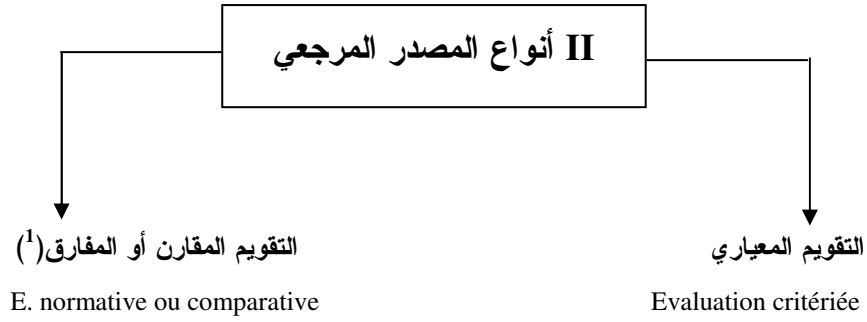 II أنواع المصدر المرجعي
التقويم المعياري
Evaluation critériée
التقويم المقارن أو المفارق(1)
E. normative ou comparative